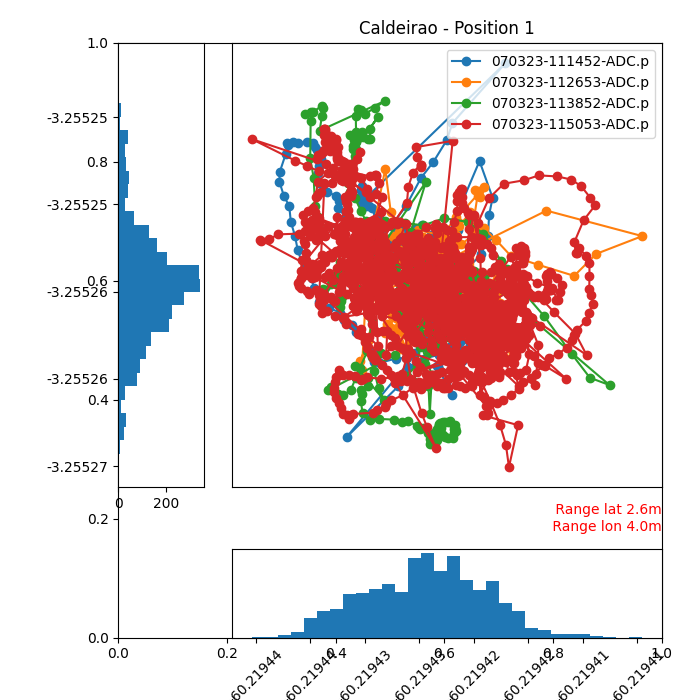 Caldeirao - Position 1
070323-111452-ADC.p
070323-112653-ADC.p
070323-113852-ADC.p
070323-115053-ADC.p
1.0
-3.25525
0.8
-3.25525
0.6
-3.25526
-3.25526
0.4
-3.25527
0 200
0.2
Range lat 2.6m
Range lon 4.0m
0.0
0.0 0.2 0.4 0.6 0.8 1.0
60.21944
60.21943
60.21942
60.21941